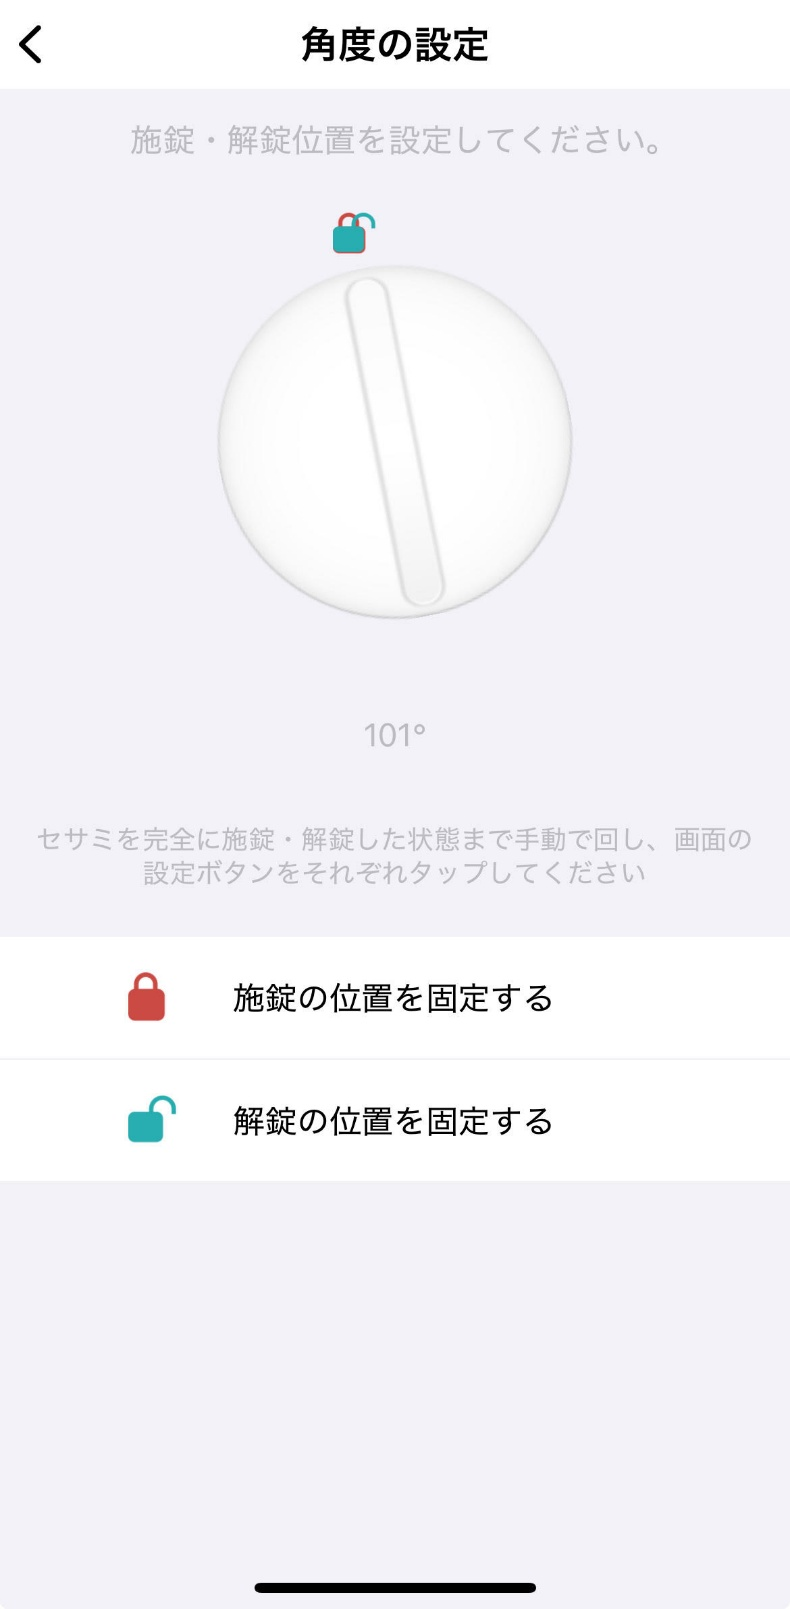 角度の設定
施錠・解錠位置を設定してください。
101°
セサミを完全に施錠・解錠した状態まで手動で回し、画面の
設定ボタンをそれぞれタップしてください
施錠の位置を固定する
解錠の位置を固定する